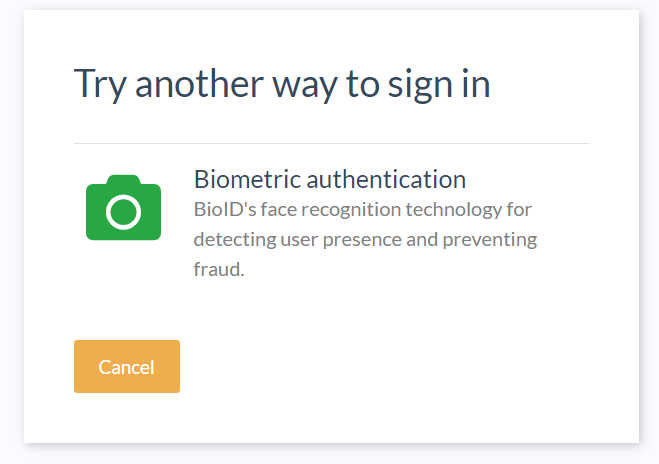 Try another way to sign in
Biometric authentication
BioID's face recognition technology for
detecting user presence and preventing
fraud.
Cancel